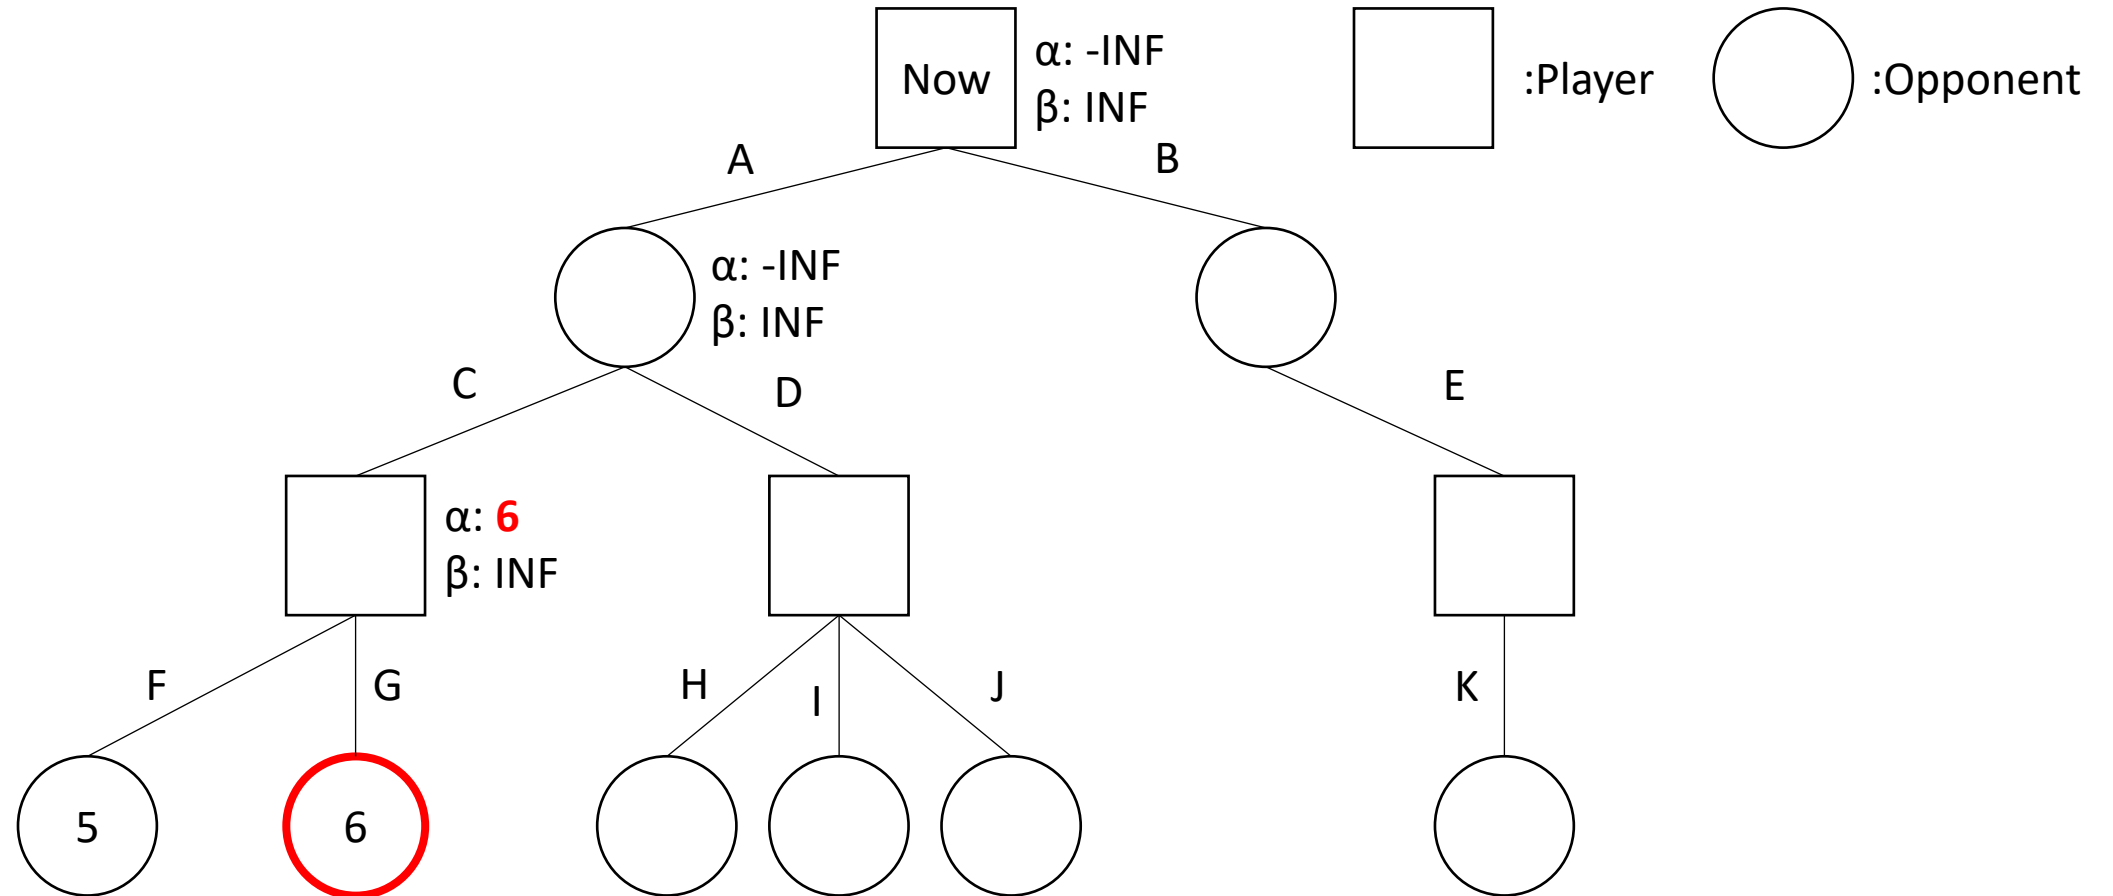 Now
α: -INF
β: INF
:Player
:Opponent
A
B
α: -INF
β: INF
C
D
E
α: 6
β: INF
F
G
H
I
J
K
5
6